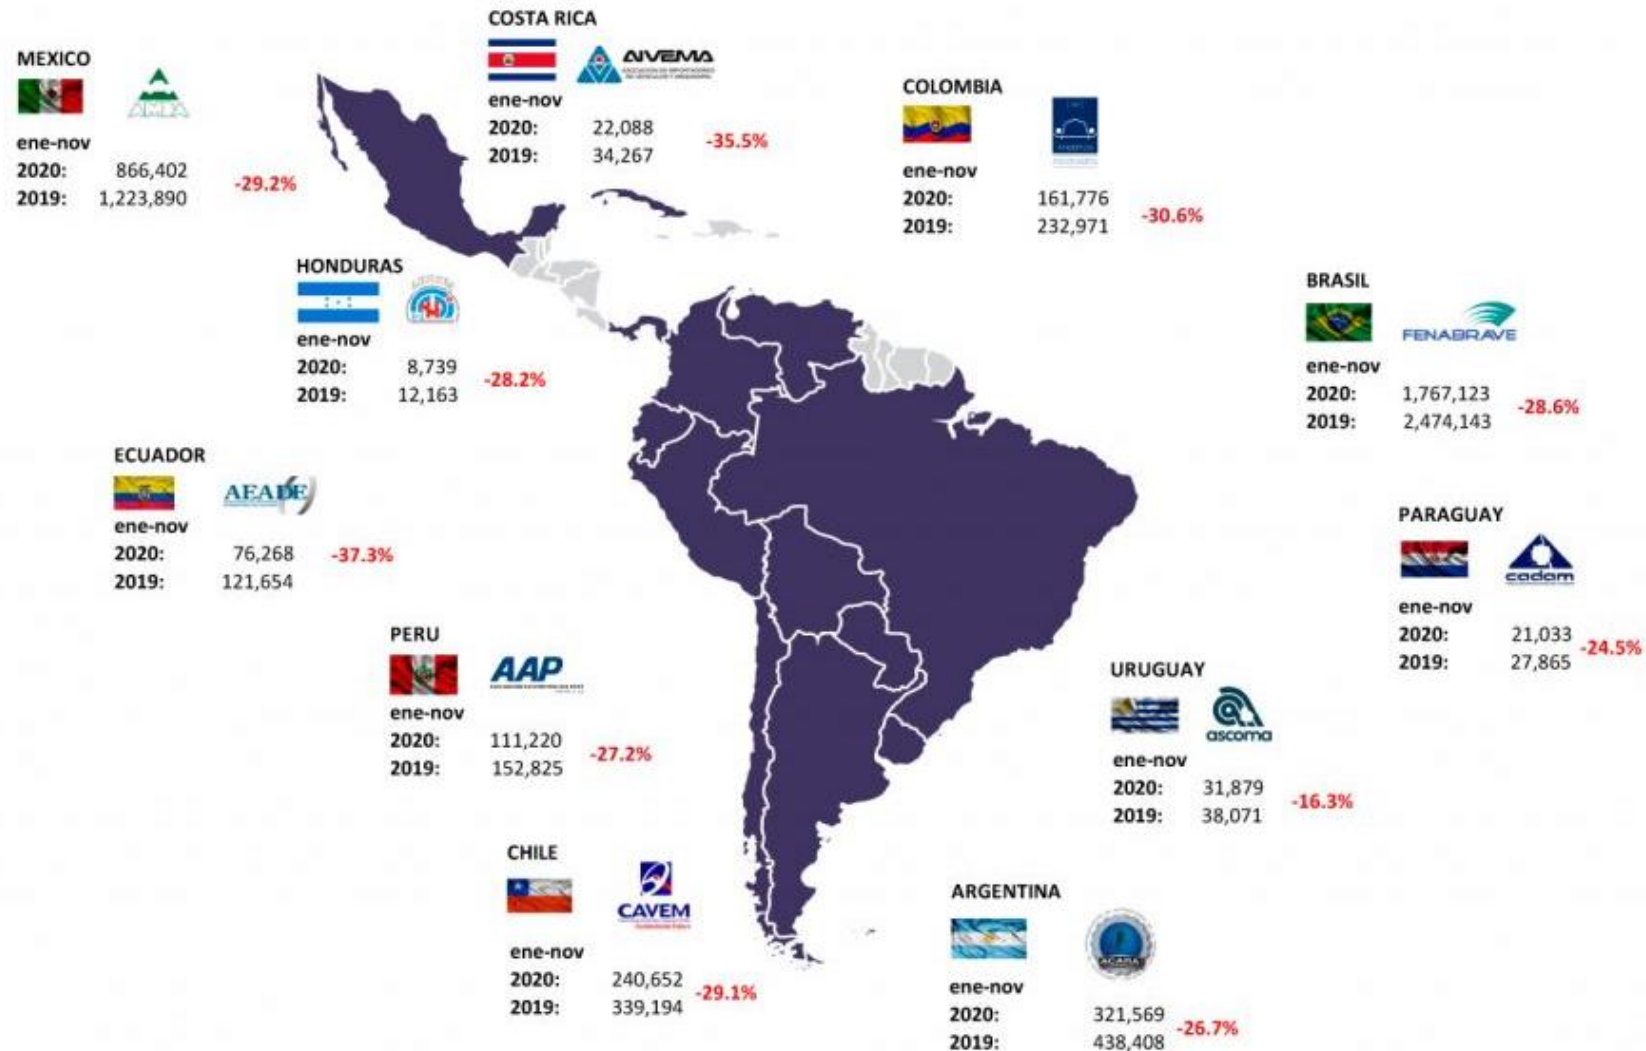 COSTA RICA
AIVEMA
ene-nov
2020: 22,088
2019: 34,267
-35.5%
MEXICO
AMDA
ene-nov
2020: 866,402
2019: 1,223,890
-29.2%
COLOMBIA
ene-nov
2020: 161,776
2019: 232,971
-30.6%
HONDURAS
ene-nov
2020: 8,739
2019: 12,163
-28.2%
BRASIL
FENABRAVE
ene-nov
2020: 1,767,123
2019: 2,474,143
-28.6%
ECUADOR
AEADE
ene-nov
2020: 76,268
2019: 121,654
-37.3%
PARAGUAY
cadam
ene-nov
2020: 21,033
2019: 27,865
-24.5%
PERU
AAP
ene-nov
2020: 111,220
2019: 152,825
-27.2%
URUGUAY
ascoma
ene-nov
2020: 31,879
2019: 38,071
-16.3%
CHILE
CAVEM
ene-nov
2020: 240,652
2019: 339,194
-29.1%
ARGENTINA
ACARA
ene-nov
2020: 321,569
2019: 438,408
-26.7%